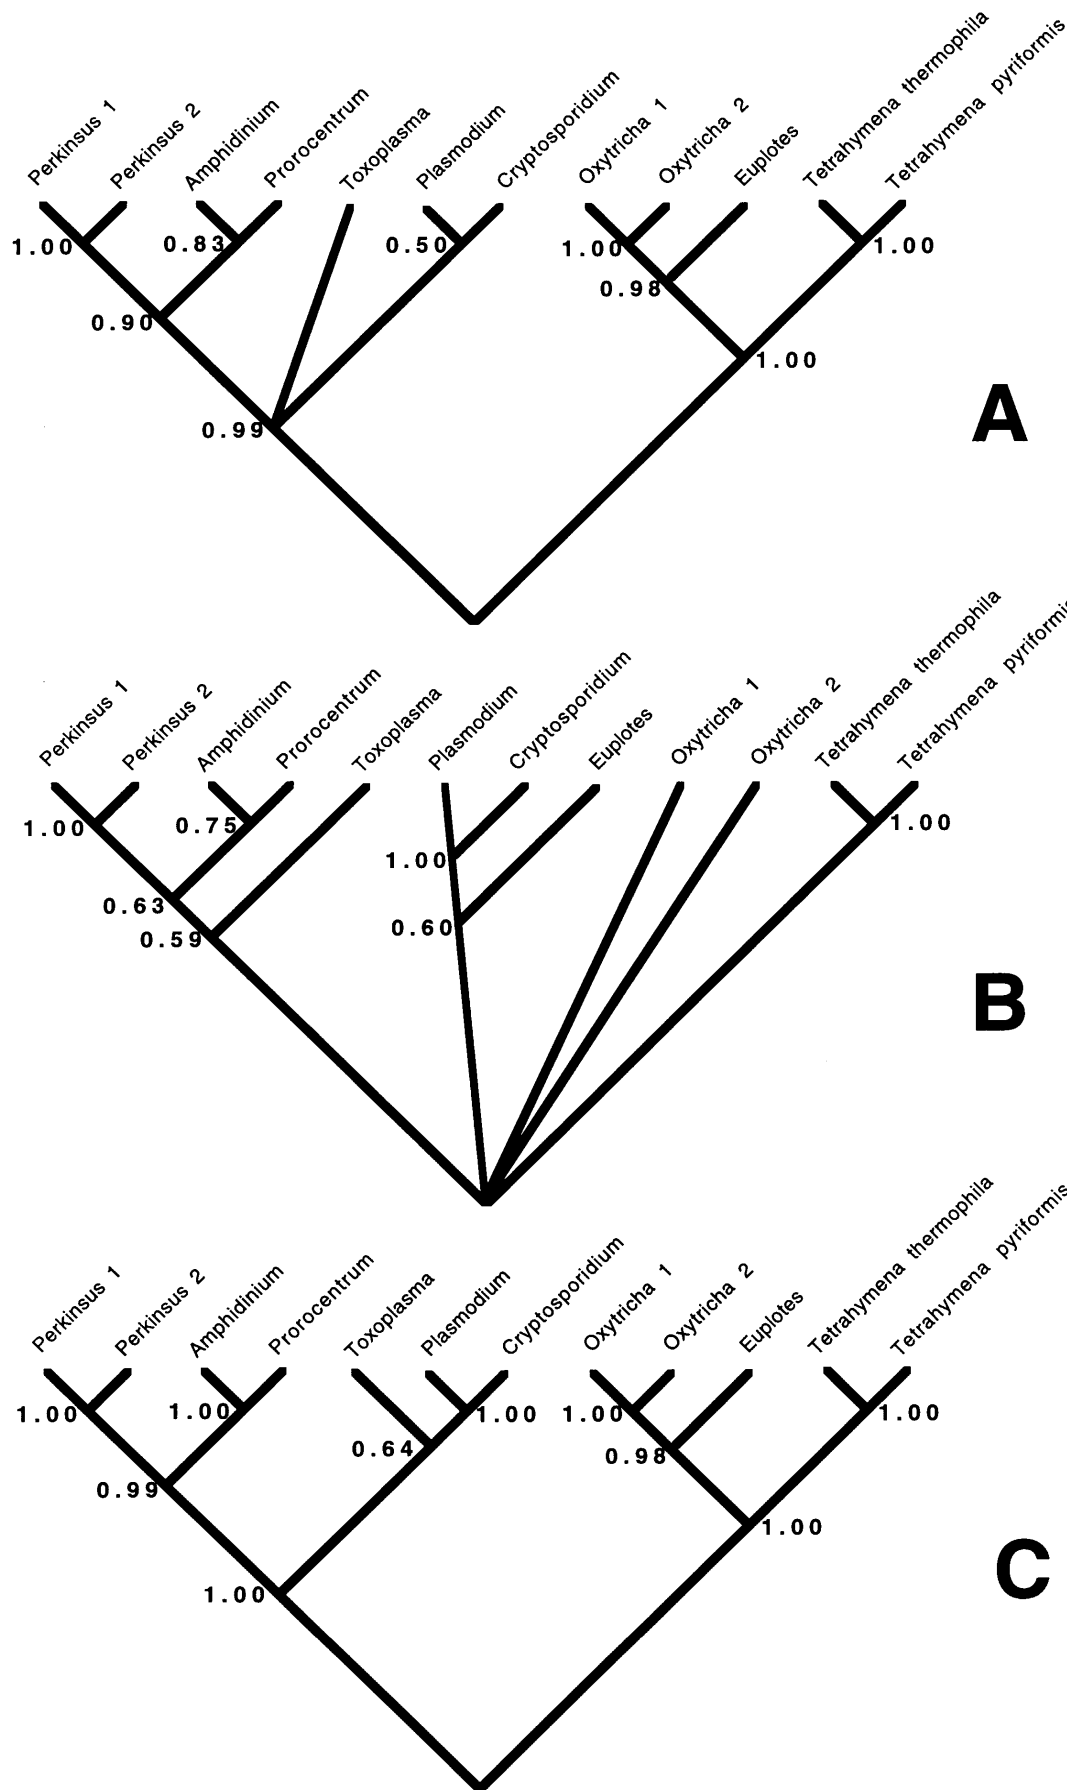 Perkinsus 1
Perkinsus 2
Amphidinium
Prorocentrum
Toxoplasma
Plasmodium
Cryptosporidium
Oxytricha 1
Oxytricha 2
Euplotes
Tetrahymena thermophila
Tetrahymena pyriformis
1.00
0.83
0.50
1.00
1.00
0.98
0.90
1.00
0.99
A
Perkinsus 1
Perkinsus 2
Amphidinium
Prorocentrum
Toxoplasma
Plasmodium
Cryptosporidium
Euplotes
Oxytricha 1
Oxytricha 2
Tetrahymena thermophila
Tetrahymena pyriformis
1.00
0.75
1.00
1.00
0.63
0.60
0.59
B
Perkinsus 1
Perkinsus 2
Amphidinium
Prorocentrum
Toxoplasma
Plasmodium
Cryptosporidium
Oxytricha 1
Oxytricha 2
Euplotes
Tetrahymena thermophila
Tetrahymena pyriformis
1.00
1.00
1.00
1.00
1.00
0.64
0.98
0.99
1.00
1.00
C